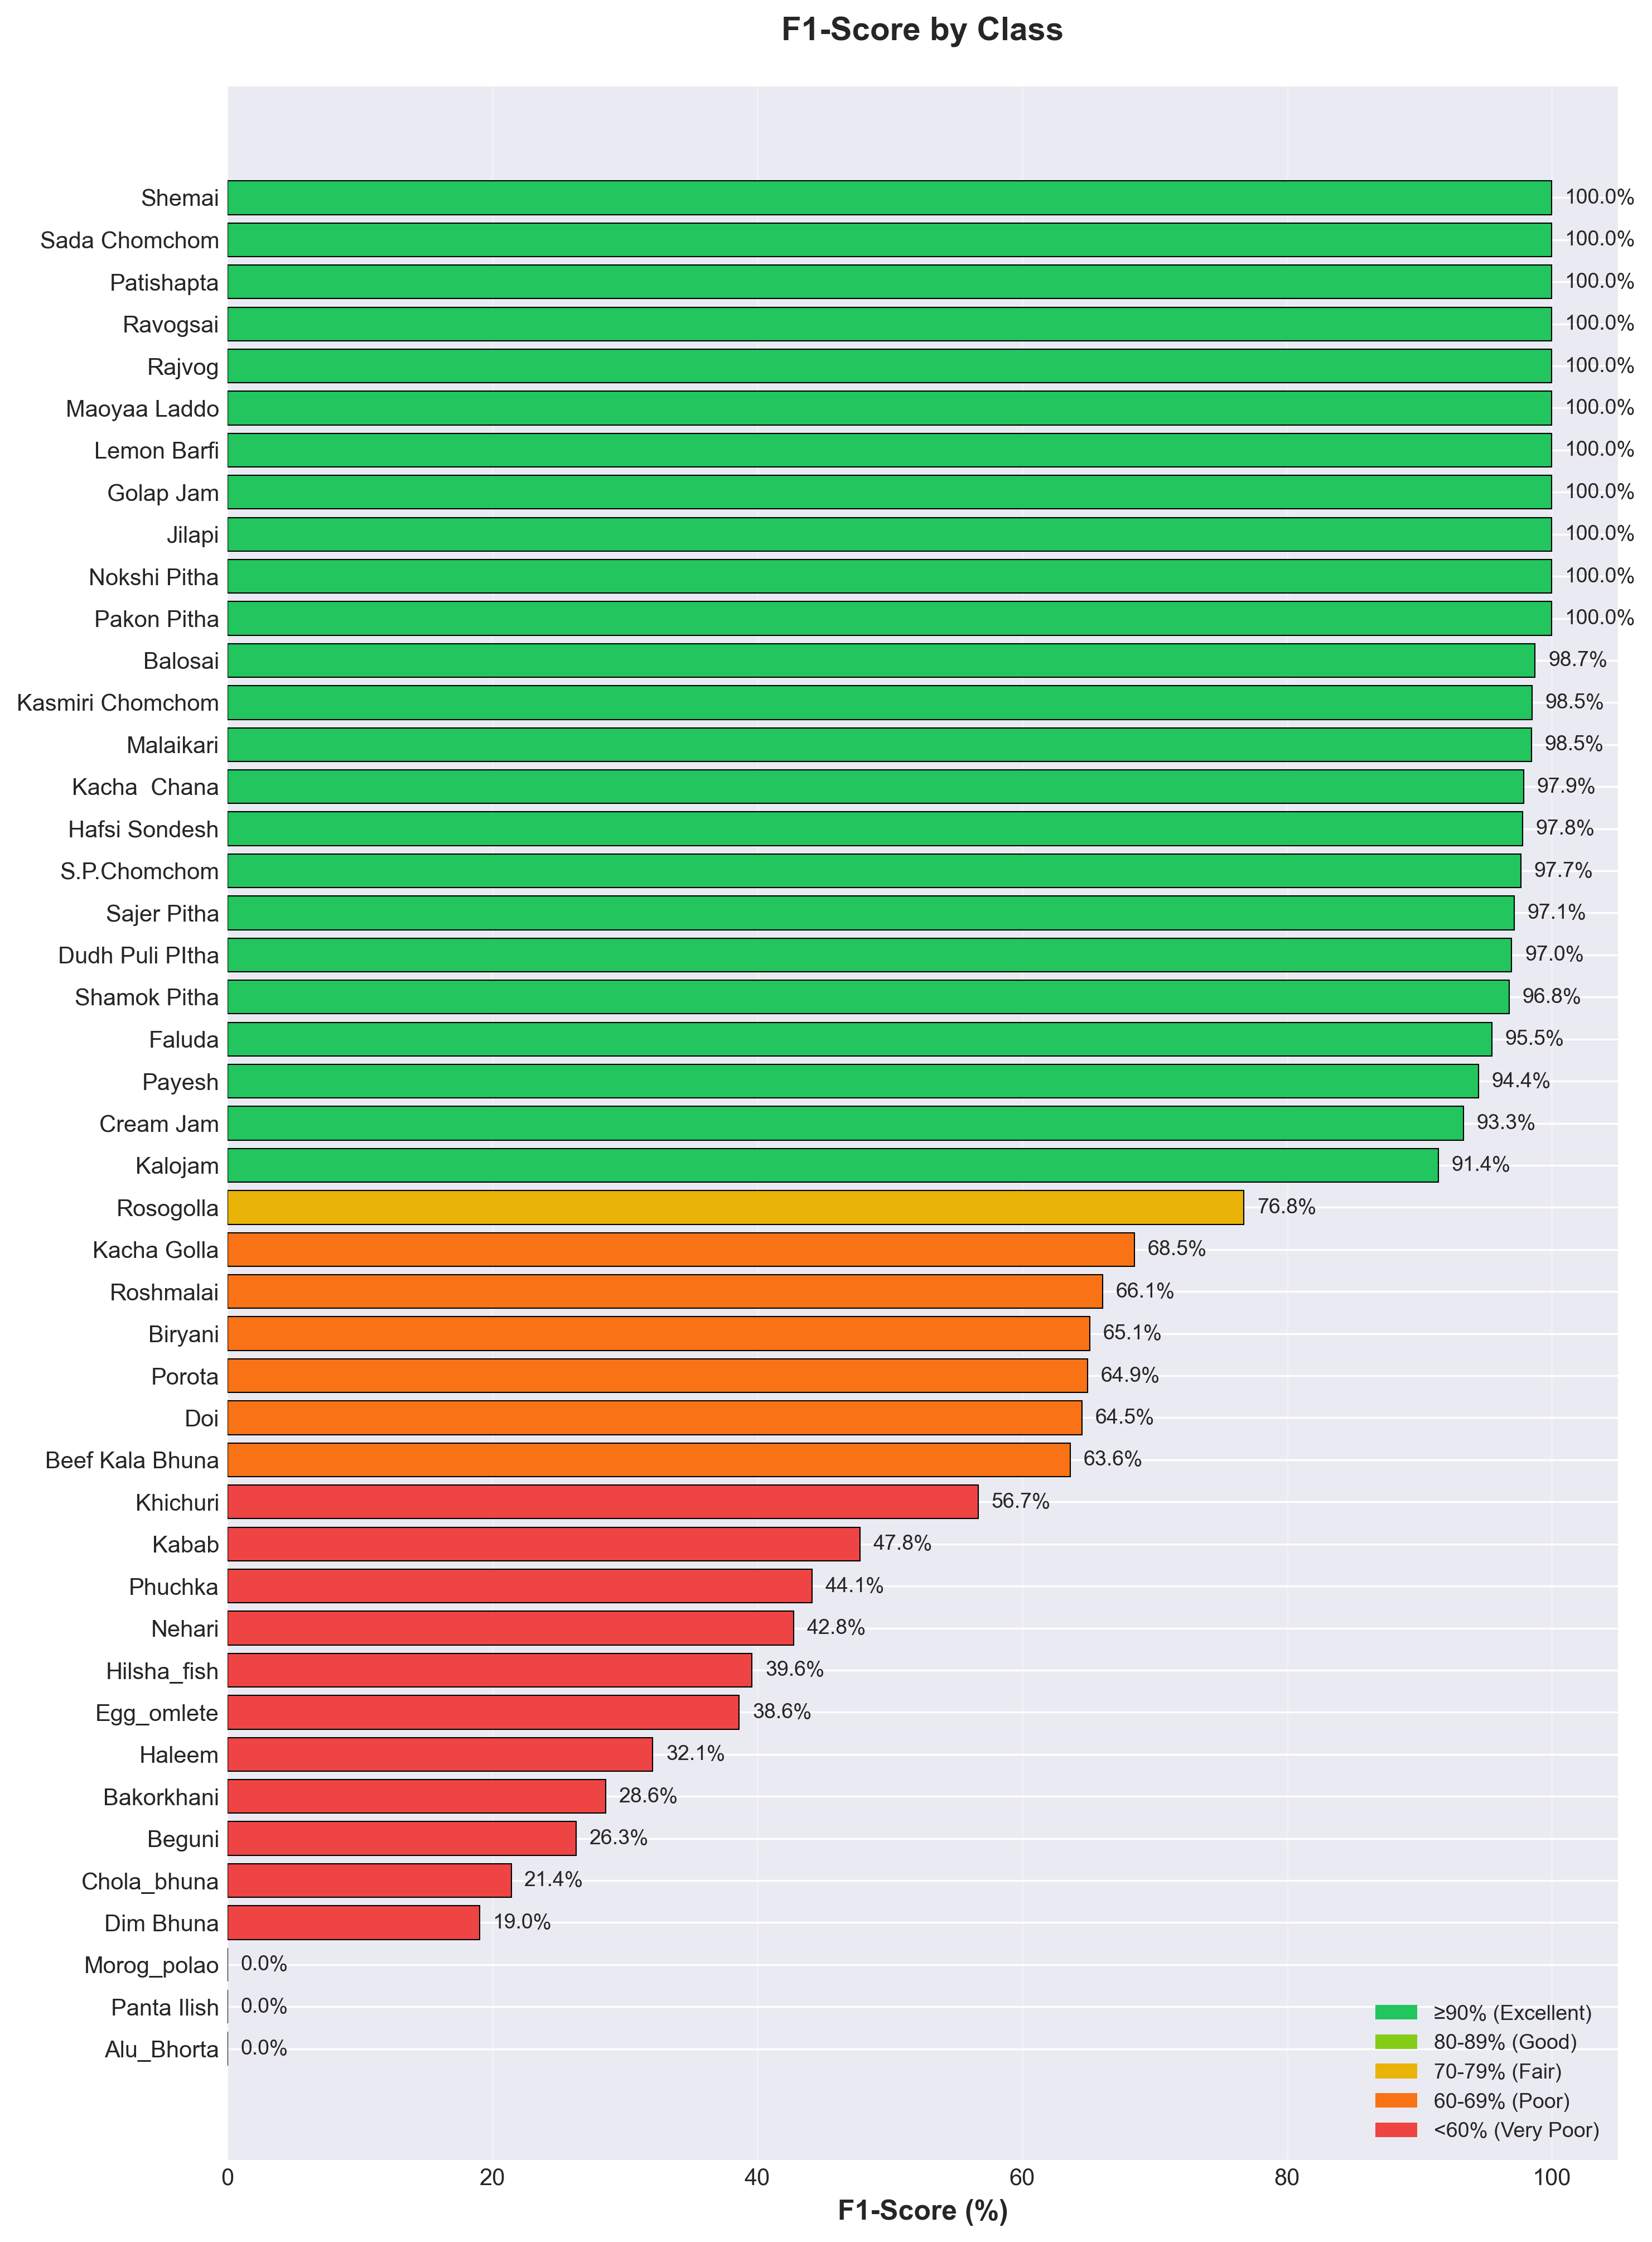 F1-Score by Class
Shemai 100.0%
Sada Chomchom 100.0%
Patishapta 100.0%
Ravogsai 100.0%
Rajvog 100.0%
Maoyaa Laddo 100.0%
Lemon Barfi 100.0%
Golap Jam 100.0%
Jilapi 100.0%
Nokshi Pitha 100.0%
Pakon Pitha 100.0%
Balosai 98.7%
Kasmiri Chomchom 98.5%
Malaikari 98.5%
Kacha  Chana 97.9%
Hafsi Sondesh 97.8%
S.P.Chomchom 97.7%
Sajer Pitha 97.1%
Dudh Puli PItha 97.0%
Shamok Pitha 96.8%
Faluda 95.5%
Payesh 94.4%
Cream Jam 93.3%
Kalojam 91.4%
Rosogolla 76.8%
Kacha Golla 68.5%
Roshmalai 66.1%
Biryani 65.1%
Porota 64.9%
Doi 64.5%
Beef Kala Bhuna 63.6%
Khichuri 56.7%
Kabab 47.8%
Phuchka 44.1%
Nehari 42.8%
Hilsha_fish 39.6%
Egg_omlete 38.6%
Haleem 32.1%
Bakorkhani 28.6%
Beguni 26.3%
Chola_bhuna 21.4%
Dim Bhuna 19.0%
Morog_polao 0.0%
Panta Ilish 0.0%
Alu_Bhorta 0.0%
≥90% (Excellent)
80-89% (Good)
70-79% (Fair)
60-69% (Poor)
<60% (Very Poor)
0 20 40 60 80 100
F1-Score (%)